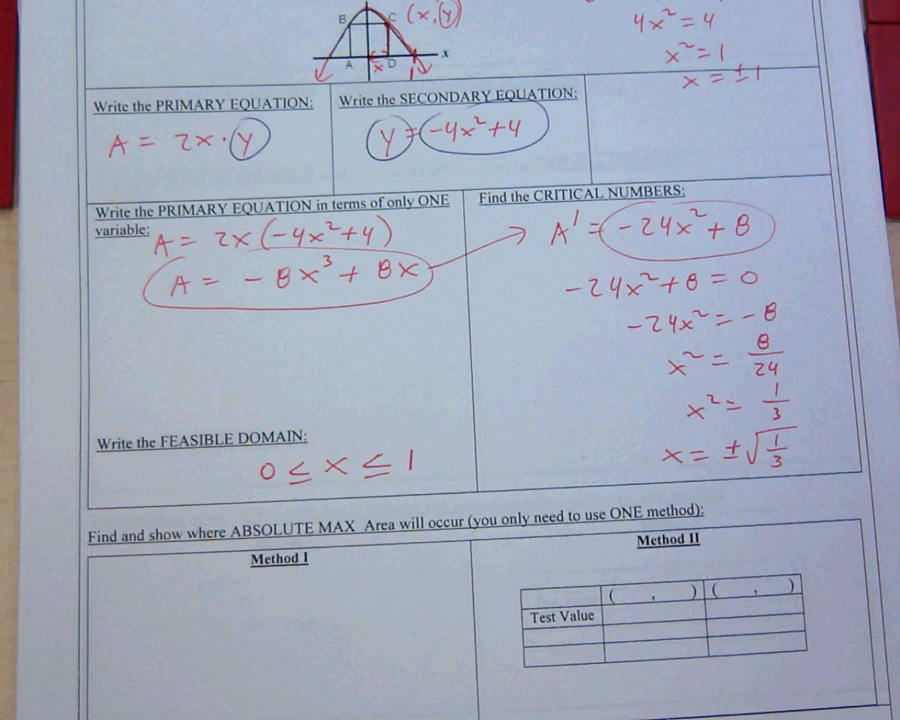 B C (x, y)
A x D 1 x
4x² = 4
x² = 1
x = ±1
Write the PRIMARY EQUATION:
A = 2x · y
Write the SECONDARY EQUATION:
y = -4x² + 4
Write the PRIMARY EQUATION in terms of only ONE
variable:
A = 2x(-4x² + 4)
A = -8x³ + 8x
Write the FEASIBLE DOMAIN:
0 ≤ x ≤ 1
Find the CRITICAL NUMBERS:
A' = -24x² + 8
-24x² + 8 = 0
-24x² = -8
x² = 8/24
x² = 1/3
x = ±√(1/3)
Find and show where ABSOLUTE MAX Area will occur (you only need to use ONE method):
Method I
Method II
( , ) ( , )
Test Value